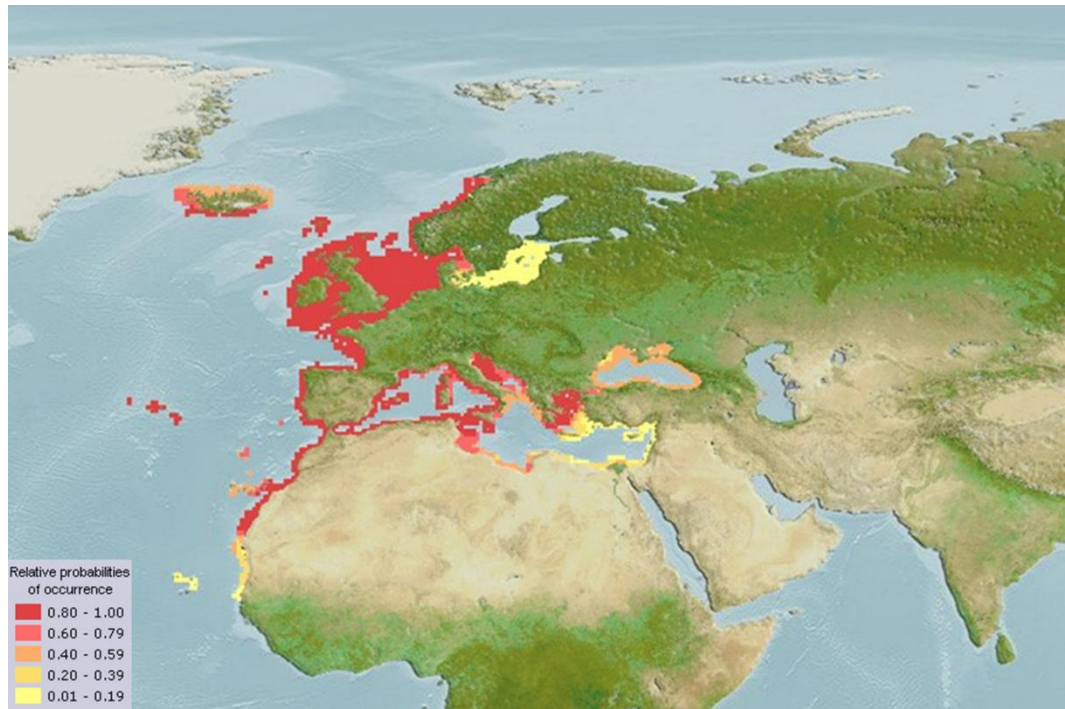 Relative probabilities
of occurrence
0.80 - 1.00
0.60 - 0.79
0.40 - 0.59
0.20 - 0.39
0.01 - 0.19